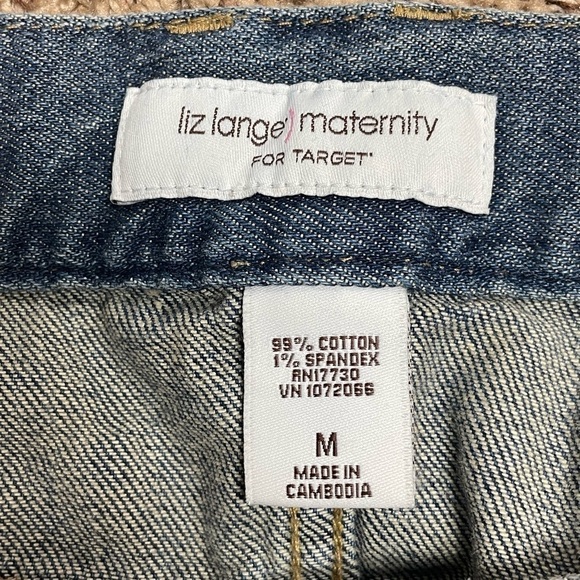 liz lange) maternity
FOR TARGET®
99% COTTON
1% SPANDEX
RN17730
VN 1072066
M
MADE IN
CAMBODIA